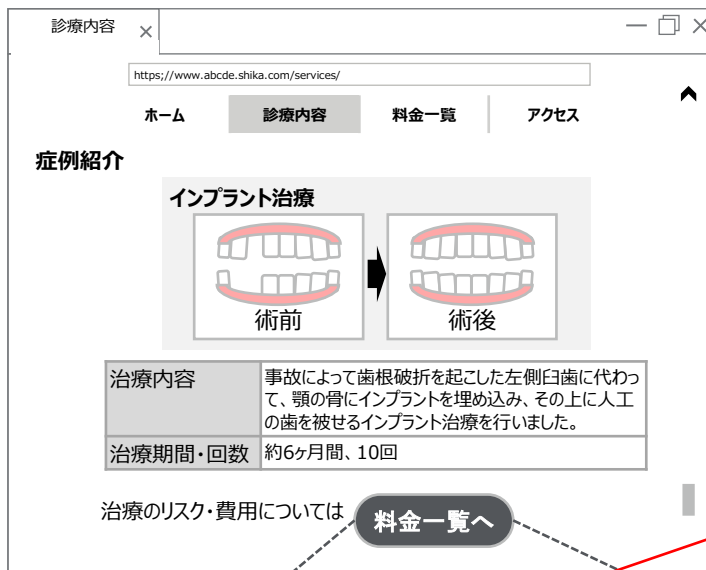 診療内容
https;//www.abcde.shika.com/services/
ホーム
診療内容
料金一覧
アクセス
症例紹介
インプラント治療
術前
術後
治療内容
事故によって歯根破折を起こした左側臼歯に代わっ
て、顎の骨にインプラントを埋め込み、その上に人工
の歯を被せるインプラント治療を行いました。
治療期間・回数
約6ヶ月間、10回
治療のリスク・費用については
料金一覧へ